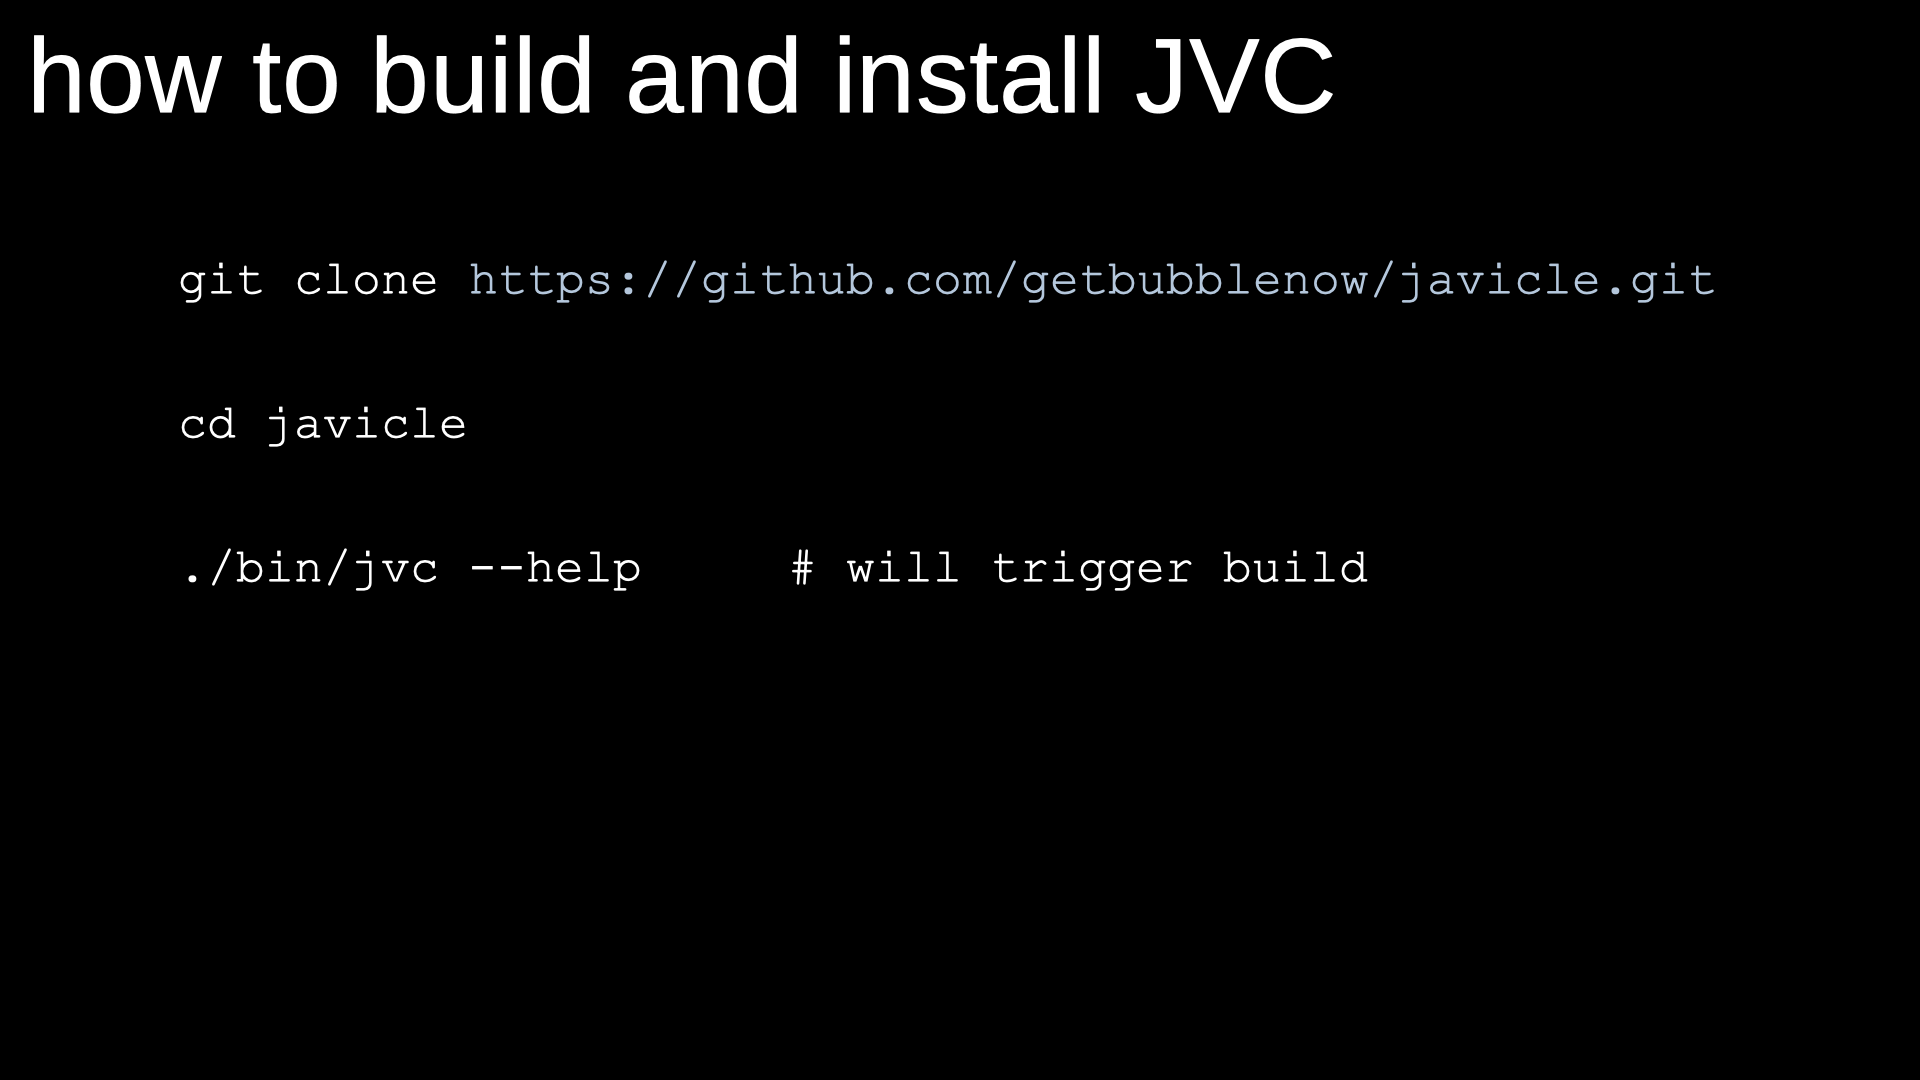 how to build and install JVC
git clone https://github.com/getbubblenow/javicle.git
cd javicle
./bin/jvc --help     # will trigger build